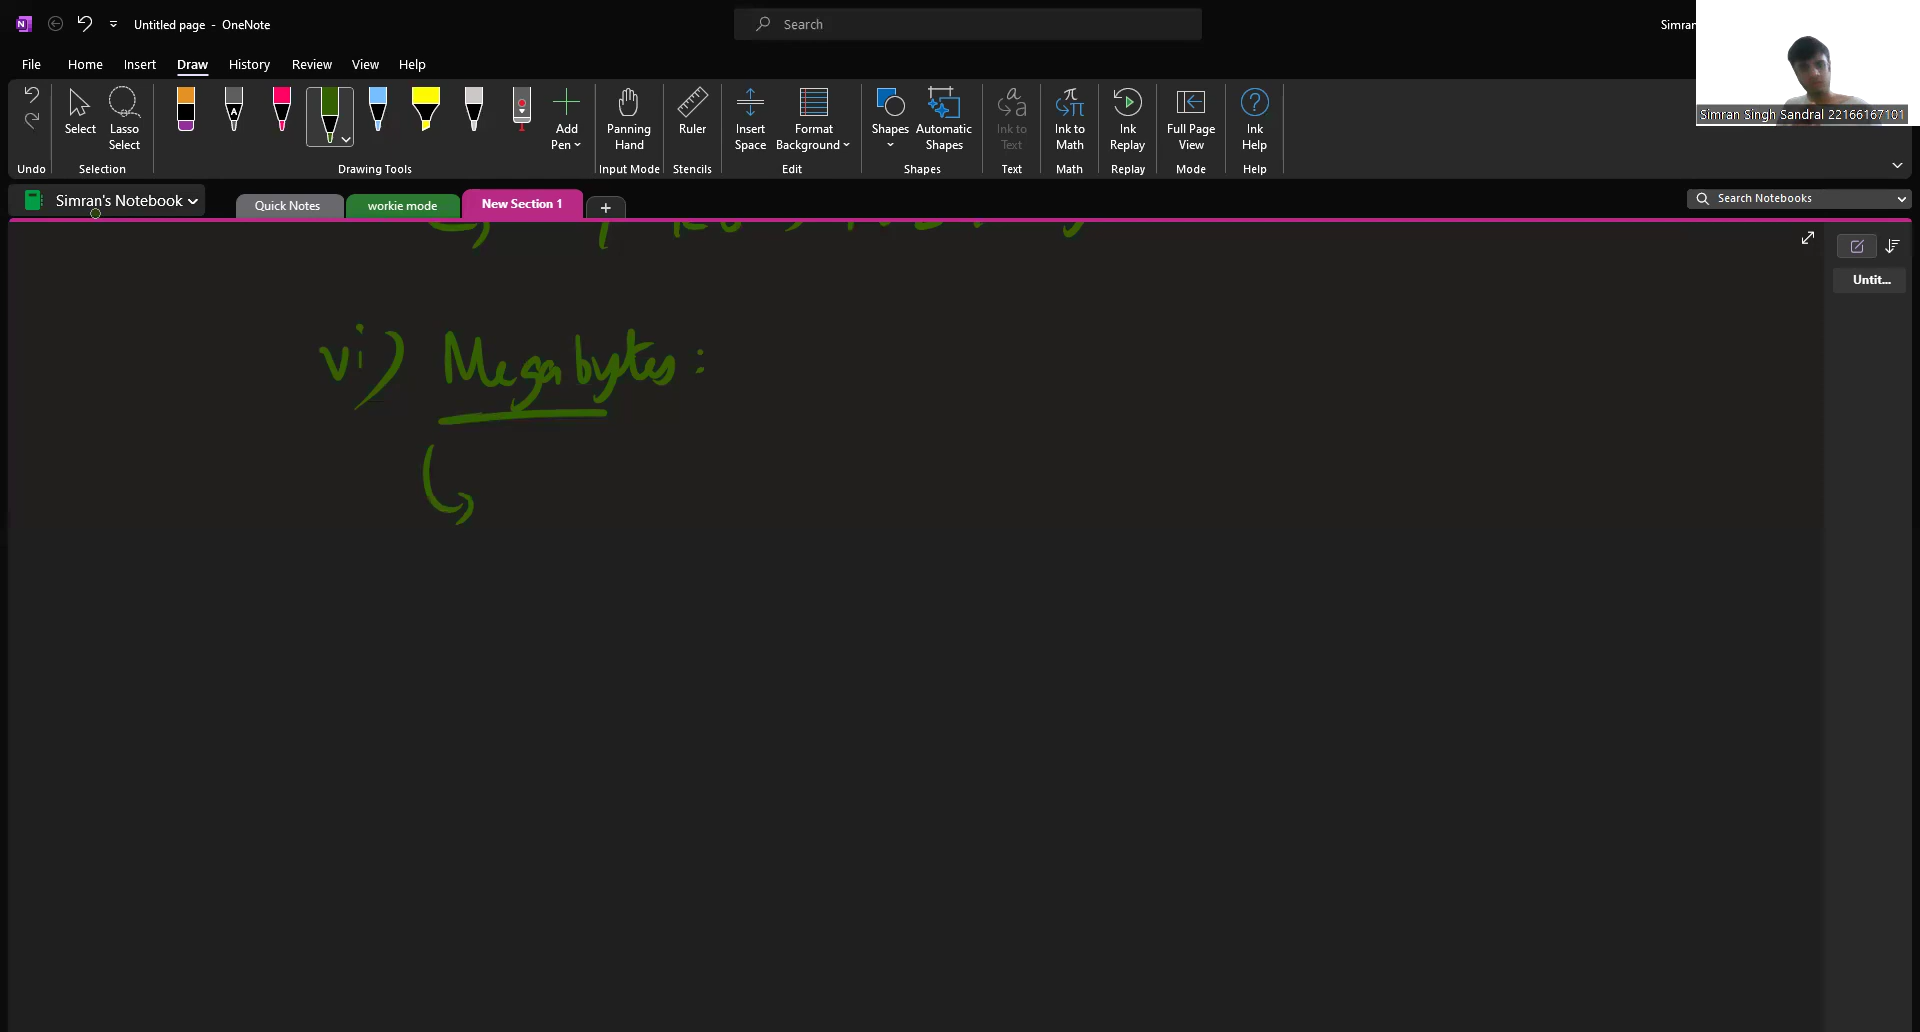 Untitled page - OneNote
Search
Simran
File Home Insert Draw History Review View Help
Simran Singh Sandral 22166167101
Select
Lasso Select
A
Add Pen
Panning Hand
Ruler
Insert Space
Format Background
Shapes
Automatic Shapes
Ink to Text
Ink to Math
Ink Replay
Full Page View
Ink Help
Undo Selection Drawing Tools Input Mode Stencils Edit Shapes Text Math Replay Mode Help
Simran's Notebook
Quick Notes
workie mode
New Section 1
Search Notebooks
Untit...
vi) Megabytes: